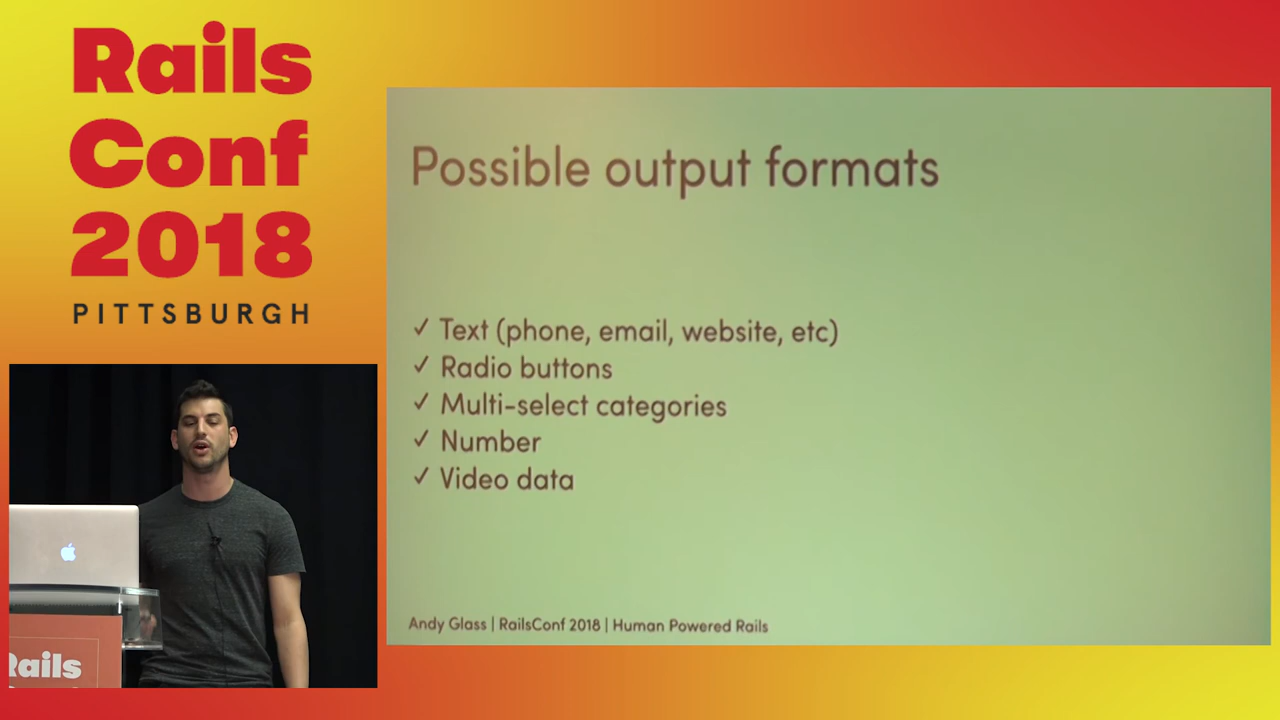 Rails
Conf
2018
PITTSBURGH
Possible output formats
✓ Text (phone, email, website, etc)
✓ Radio buttons
✓ Multi-select categories
✓ Number
✓ Video data
Andy Glass | RailsConf 2018 | Human Powered Rails
Rails